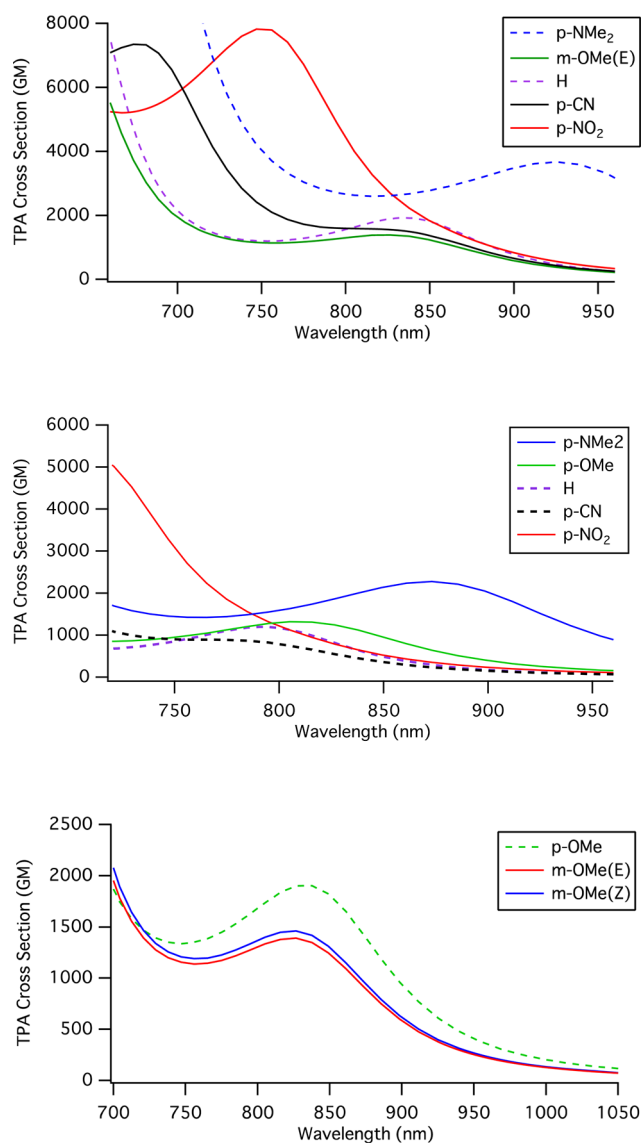 8000
6000
4000
2000
0
TPA Cross Section (GM)
700 750 800 850 900 950
Wavelength (nm)
p-NMe₂
m-OMe(E)
H
p-CN
p-NO₂
6000
5000
4000
3000
2000
1000
0
TPA Cross Section (GM)
750 800 850 900 950
Wavelength (nm)
p-NMe2
p-OMe
H
p-CN
p-NO₂
2500
2000
1500
1000
500
0
TPA Cross Section (GM)
700 750 800 850 900 950 1000 1050
Wavelength (nm)
p-OMe
m-OMe(E)
m-OMe(Z)